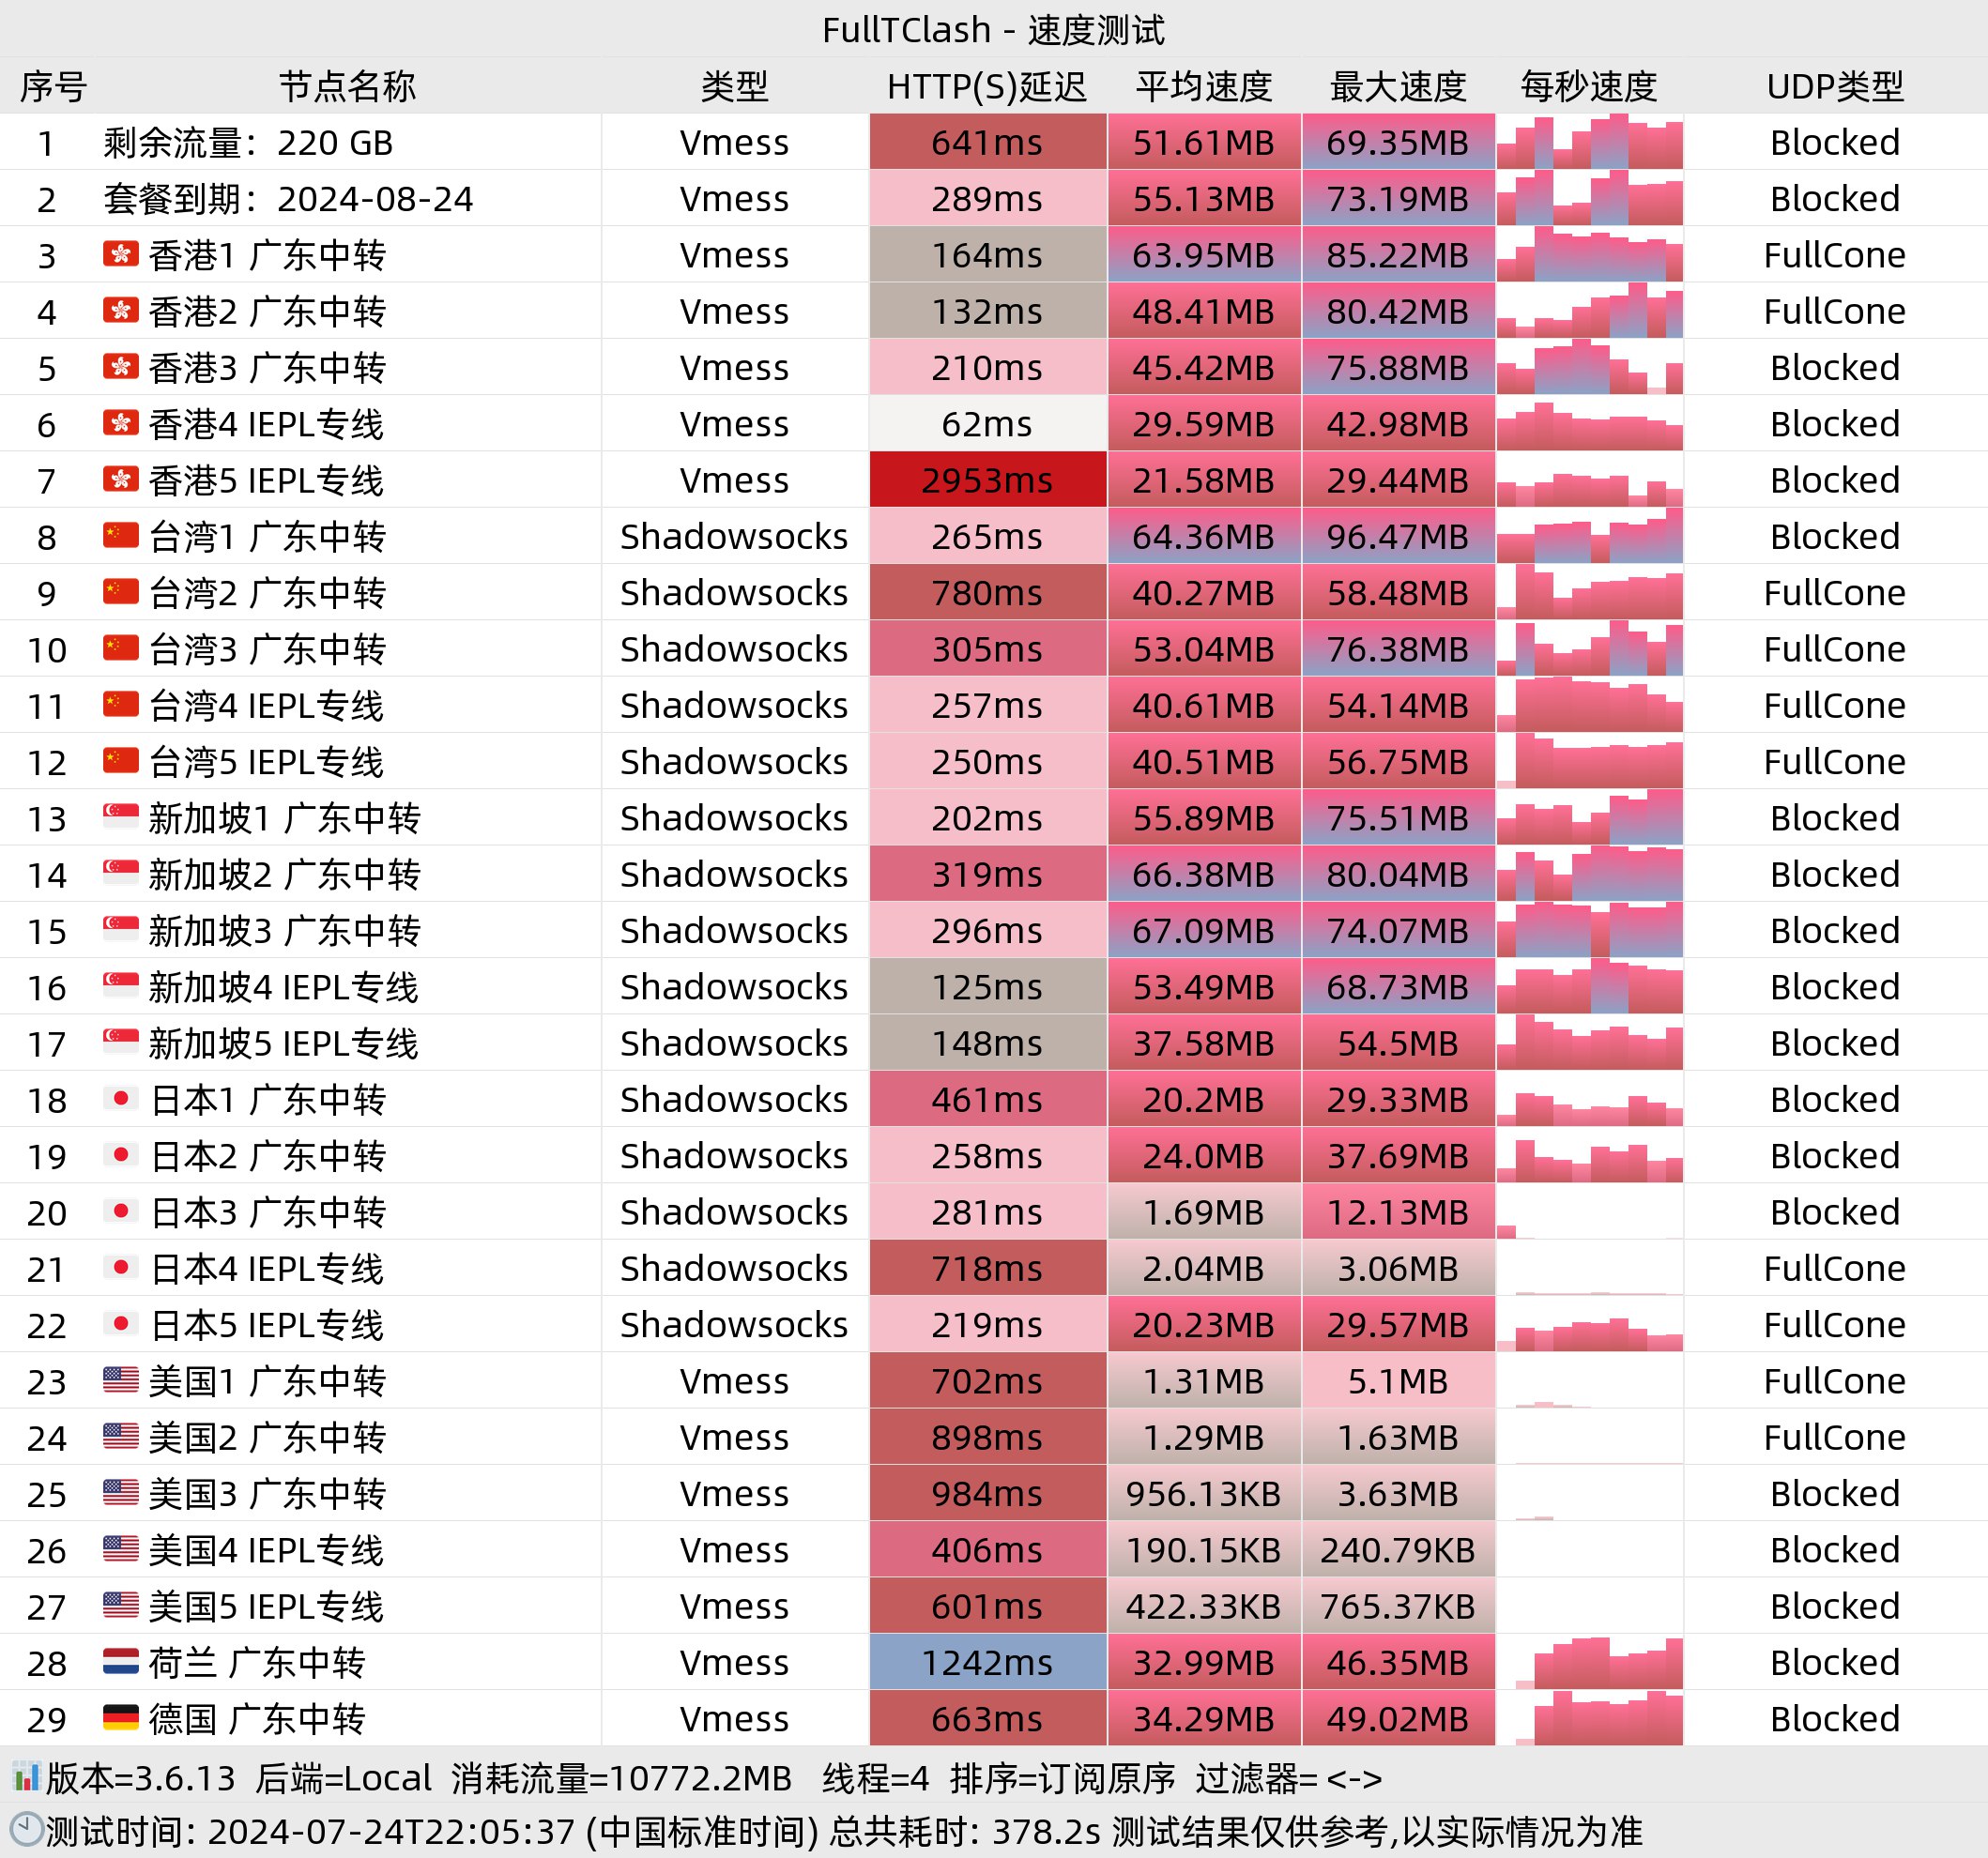 FullTClash - 速度测试
序号 节点名称 类型 HTTP(S)延迟 平均速度 最大速度 每秒速度 UDP类型
1 剩余流量：220 GB Vmess 641ms 51.61MB 69.35MB Blocked
2 套餐到期：2024-08-24 Vmess 289ms 55.13MB 73.19MB Blocked
3 香港1 广东中转 Vmess 164ms 63.95MB 85.22MB FullCone
4 香港2 广东中转 Vmess 132ms 48.41MB 80.42MB FullCone
5 香港3 广东中转 Vmess 210ms 45.42MB 75.88MB Blocked
6 香港4 IEPL专线 Vmess 62ms 29.59MB 42.98MB Blocked
7 香港5 IEPL专线 Vmess 2953ms 21.58MB 29.44MB Blocked
8 台湾1 广东中转 Shadowsocks 265ms 64.36MB 96.47MB Blocked
9 台湾2 广东中转 Shadowsocks 780ms 40.27MB 58.48MB FullCone
10 台湾3 广东中转 Shadowsocks 305ms 53.04MB 76.38MB FullCone
11 台湾4 IEPL专线 Shadowsocks 257ms 40.61MB 54.14MB FullCone
12 台湾5 IEPL专线 Shadowsocks 250ms 40.51MB 56.75MB FullCone
13 新加坡1 广东中转 Shadowsocks 202ms 55.89MB 75.51MB Blocked
14 新加坡2 广东中转 Shadowsocks 319ms 66.38MB 80.04MB Blocked
15 新加坡3 广东中转 Shadowsocks 296ms 67.09MB 74.07MB Blocked
16 新加坡4 IEPL专线 Shadowsocks 125ms 53.49MB 68.73MB Blocked
17 新加坡5 IEPL专线 Shadowsocks 148ms 37.58MB 54.5MB Blocked
18 日本1 广东中转 Shadowsocks 461ms 20.2MB 29.33MB Blocked
19 日本2 广东中转 Shadowsocks 258ms 24.0MB 37.69MB Blocked
20 日本3 广东中转 Shadowsocks 281ms 1.69MB 12.13MB Blocked
21 日本4 IEPL专线 Shadowsocks 718ms 2.04MB 3.06MB FullCone
22 日本5 IEPL专线 Shadowsocks 219ms 20.23MB 29.57MB FullCone
23 美国1 广东中转 Vmess 702ms 1.31MB 5.1MB FullCone
24 美国2 广东中转 Vmess 898ms 1.29MB 1.63MB FullCone
25 美国3 广东中转 Vmess 984ms 956.13KB 3.63MB Blocked
26 美国4 IEPL专线 Vmess 406ms 190.15KB 240.79KB Blocked
27 美国5 IEPL专线 Vmess 601ms 422.33KB 765.37KB Blocked
28 荷兰 广东中转 Vmess 1242ms 32.99MB 46.35MB Blocked
29 德国 广东中转 Vmess 663ms 34.29MB 49.02MB Blocked
版本=3.6.13 后端=Local 消耗流量=10772.2MB 线程=4 排序=订阅原序 过滤器= <->
测试时间: 2024-07-24T22:05:37 (中国标准时间) 总共耗时: 378.2s 测试结果仅供参考,以实际情况为准